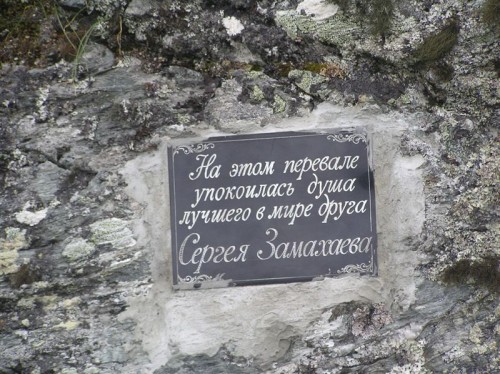 На этом перевале
упокоилась душа
лучшего в мире друга
Сергея Замахаева